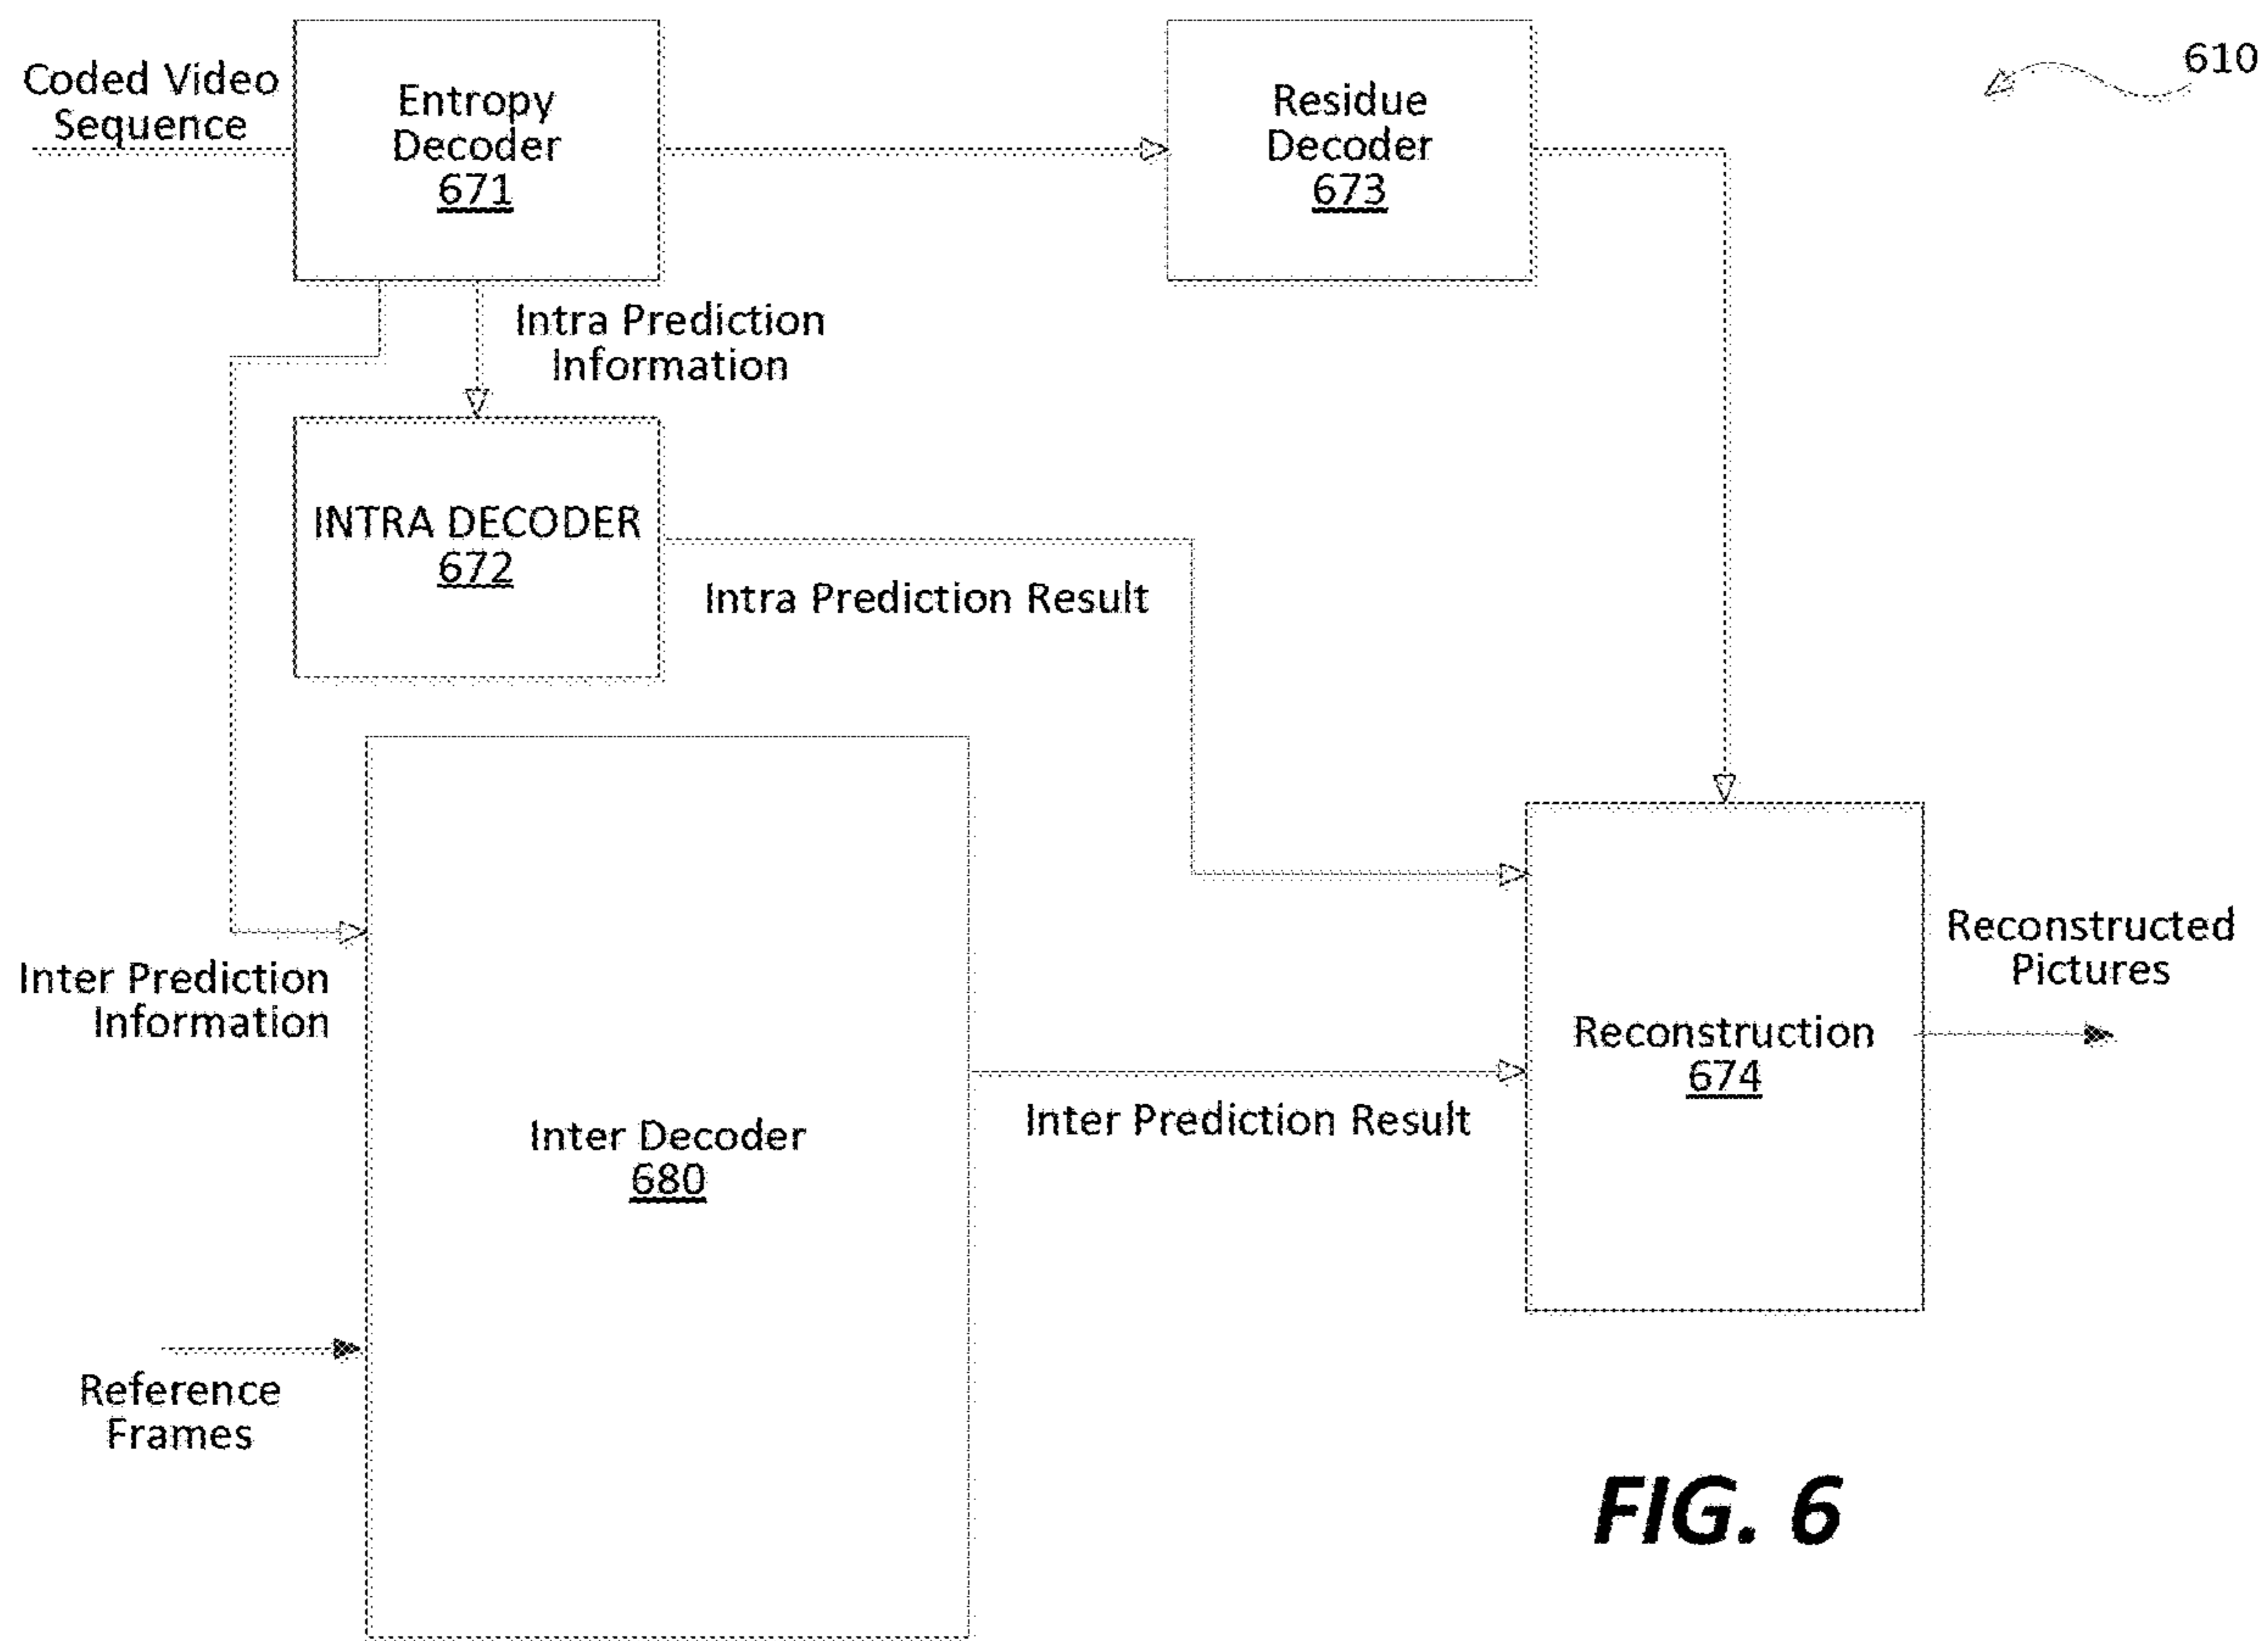 610
Coded Video
Sequence
Entropy
Decoder
671
Residue
Decoder
673
Intra Prediction
Information
INTRA DECODER
672
Intra Prediction Result
Inter Prediction
Information
Inter Decoder
680
Inter Prediction Result
Reconstruction
674
Reconstructed
Pictures
Reference
Frames
FIG. 6